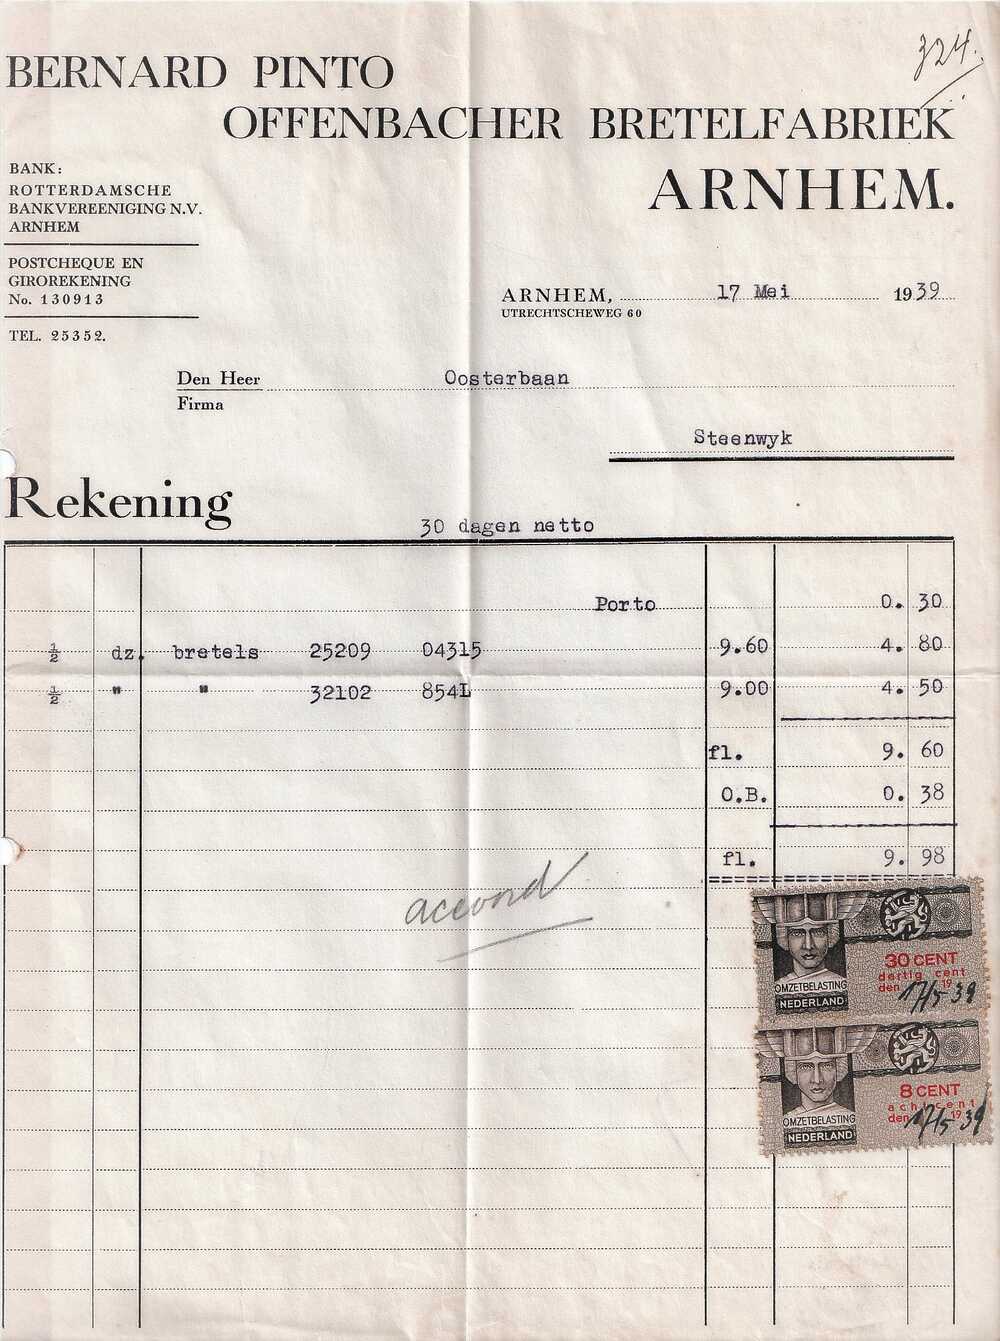 324.
BERNARD PINTO
OFFENBACHER BRETELFABRIEK
ARNHEM.
BANK:
ROTTERDAMSCHE
BANKVEREENIGING N.V.
ARNHEM
POSTCHEQUE EN
GIROREKENING
No. 130913
TEL. 25352.
ARNHEM, 17 Mei 1939
UTRECHTSCHEWEG 60
Den Heer Oosterbaan
Firma
Steenwyk
Rekening
30 dagen netto
Porto 0. 30
½ dz. bretels 25209 04315 9.60 4. 80
½ " " 32102 854L 9.00 4. 50
fl. 9. 60
O.B. 0. 38
fl. 9. 98
accoord
30 CENT
dertig cent
den 17/5 1939
OMZETBELASTING
NEDERLAND
8 CENT
acht cent
den 17/5 1939
OMZETBELASTING
NEDERLAND